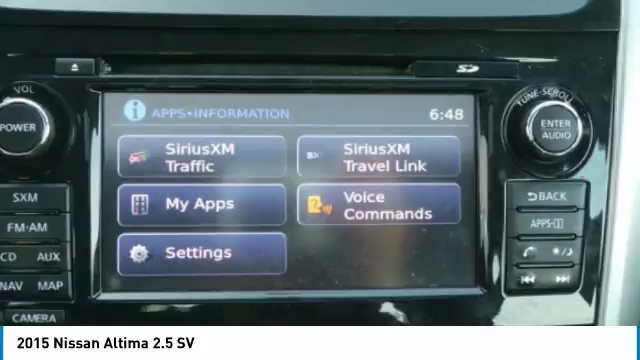 SD
VOL
POWER
TUNE·SCROLL
ENTER
AUDIO
i APPS•INFORMATION 6:48
SiriusXM
Traffic
SiriusXM
Travel Link
My Apps
Voice
Commands
Settings
SXM
FM·AM
CD AUX
NAV MAP
CAMERA
BACK
APPS·i
2015 Nissan Altima 2.5 SV